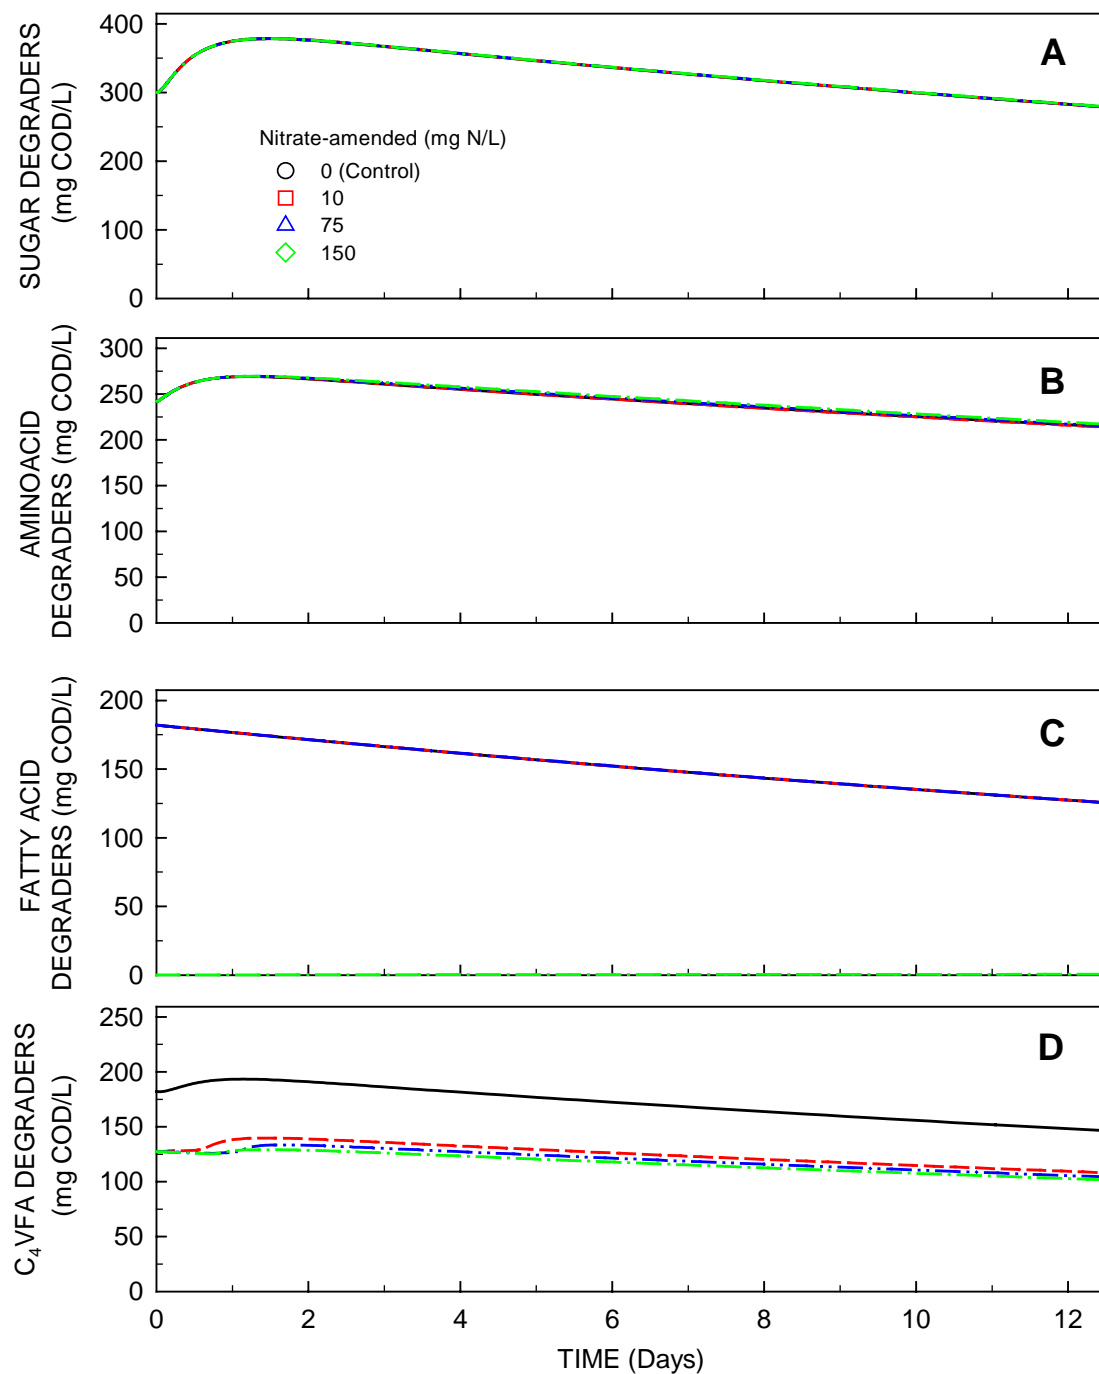 SUGAR DEGRADERS
(mg COD/L)
400
300
200
100
0
A
Nitrate-amended (mg N/L)
0 (Control)
10
75
150
AMINOACID
DEGRADERS (mg COD/L)
300
250
200
150
100
50
0
B
FATTY ACID
DEGRADERS (mg COD/L)
200
150
100
50
0
C
C₄VFA DEGRADERS
(mg COD/L)
250
200
150
100
50
0
D
0 2 4 6 8 10 12
TIME (Days)